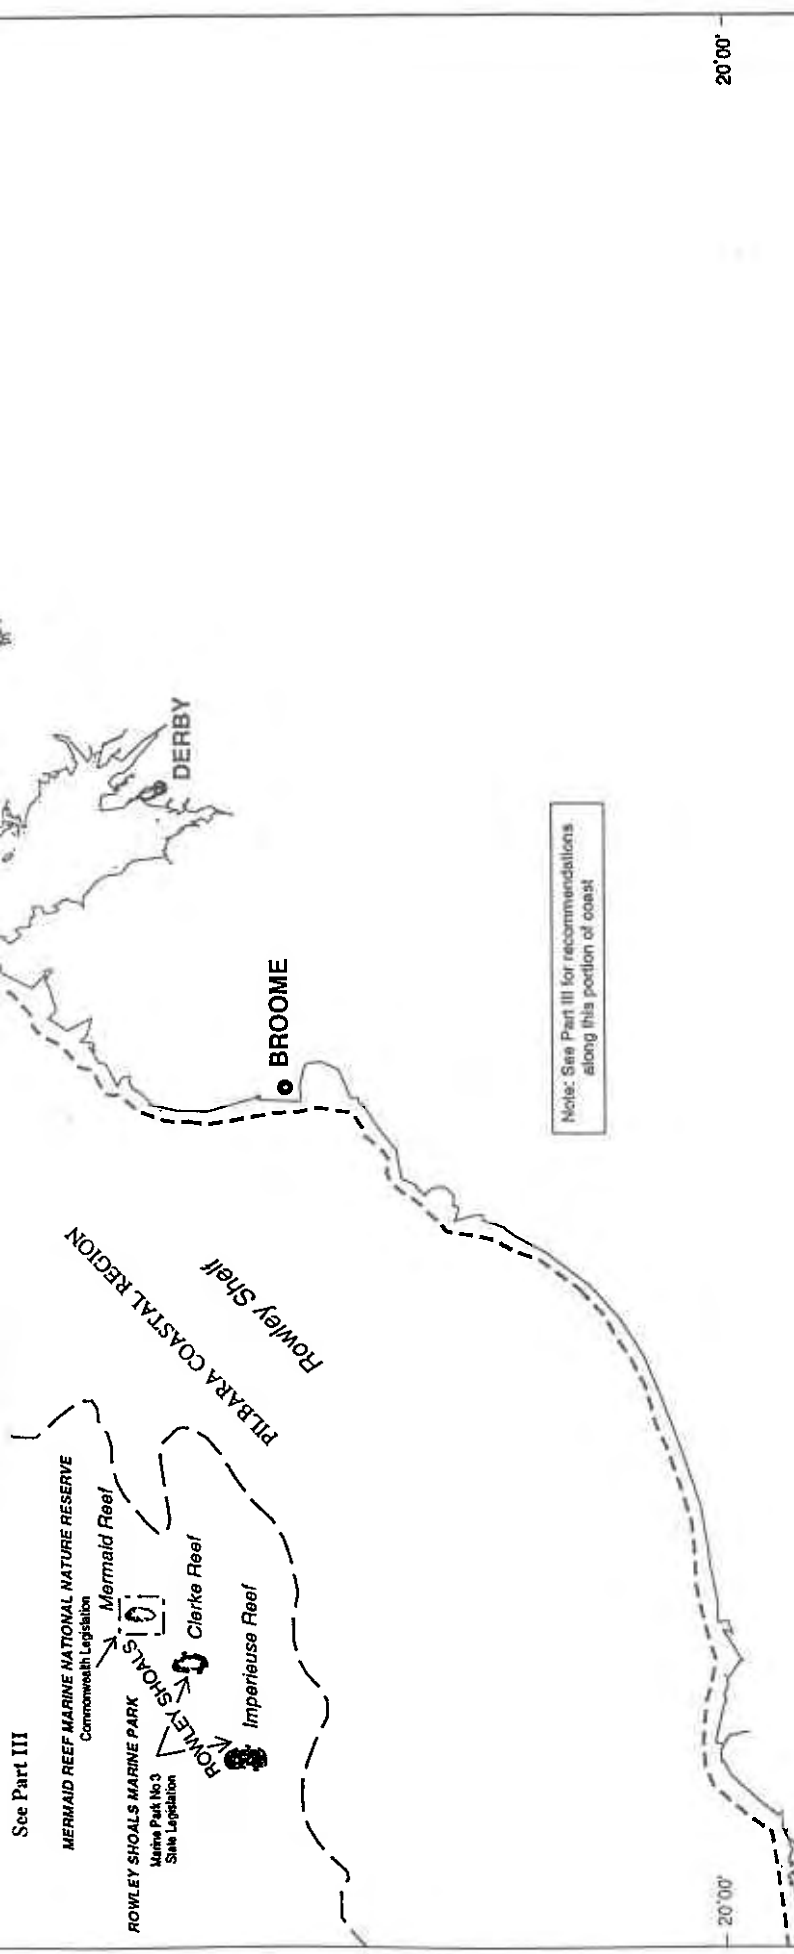 See Part III
MERMAID REEF MARINE NATIONAL NATURE RESERVE
Commonwealth Legislation
Mermaid Reef
ROWLEY SHOALS
ROWLEY SHOALS MARINE PARK
Marine Park No.3
State Legislation
Clerke Reef
Imperieuse Reef
PILBARA COASTAL REGION
Rowley Shelf
BROOME
DERBY
Note: See Part III for recommendations
along this portion of coast
20°00'
20°00'